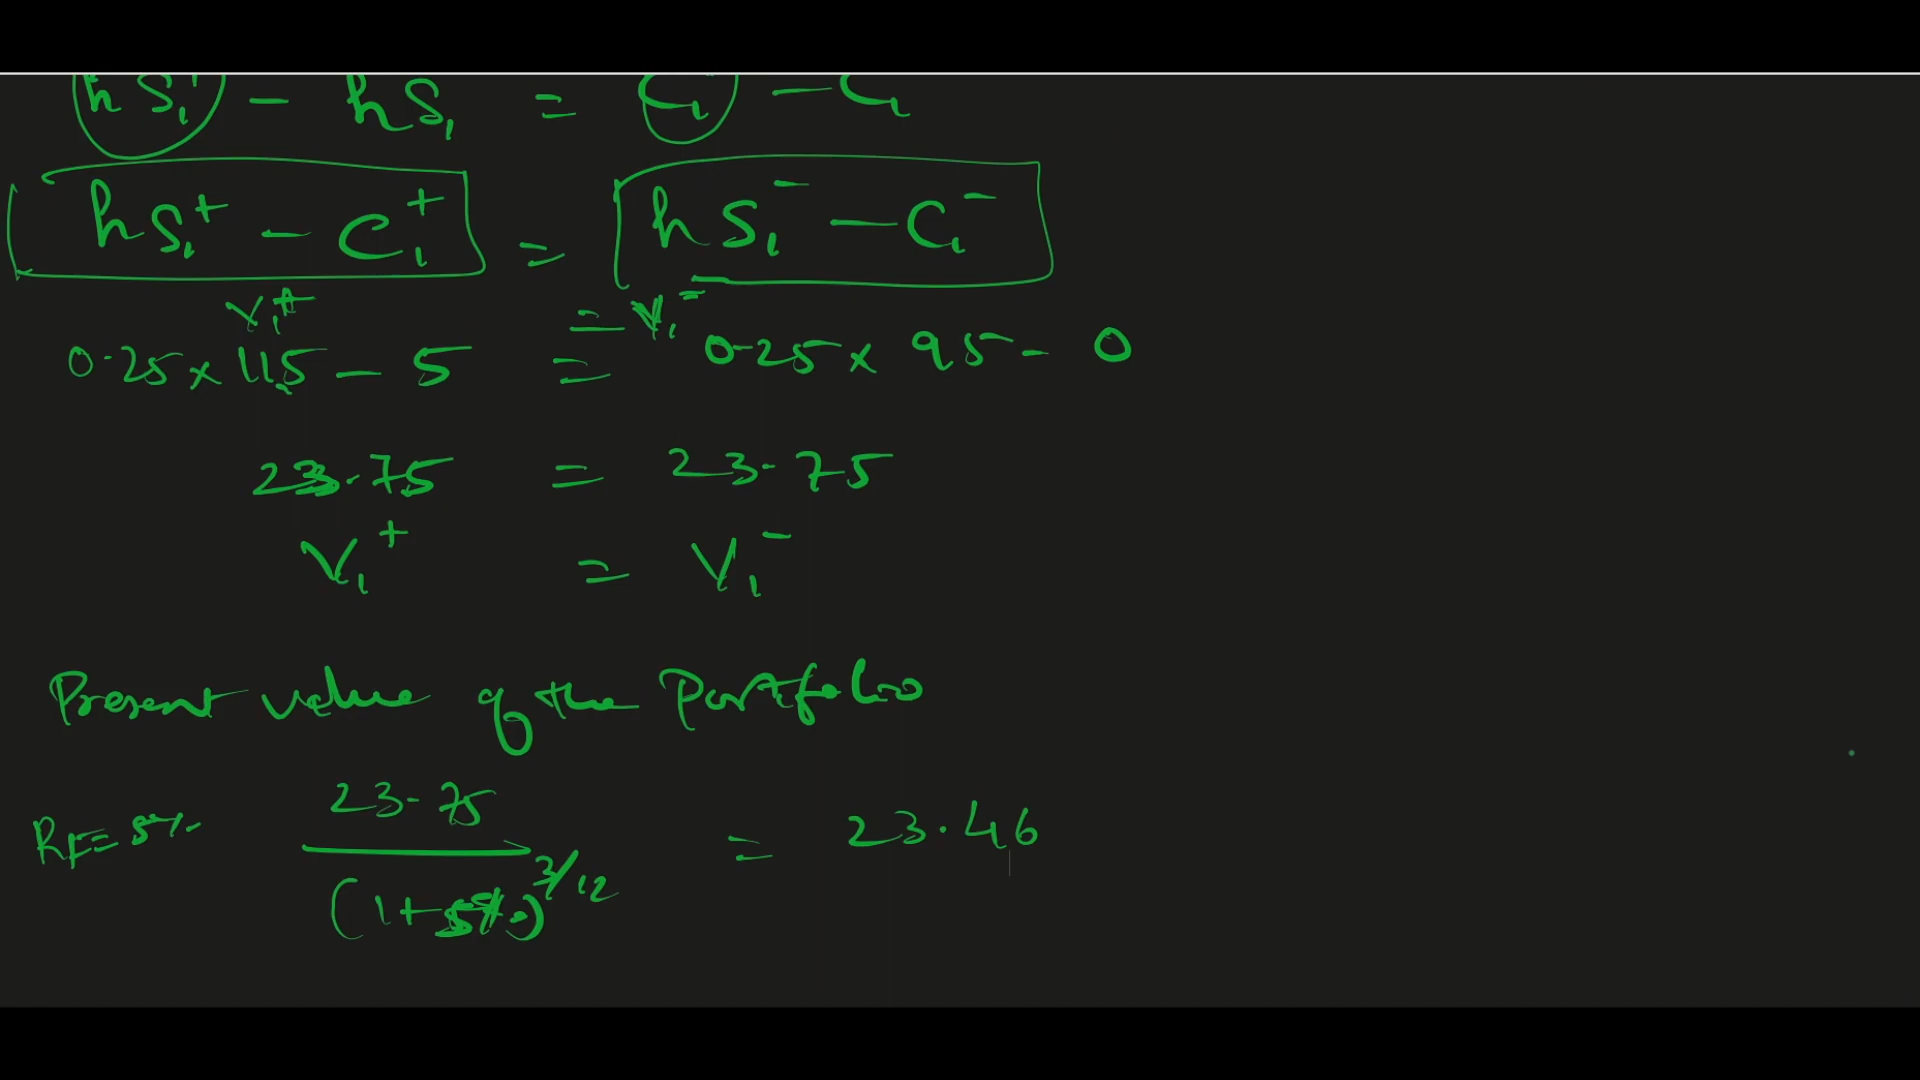 hS₁⁺ - hS₁ = C₁ - C₁
hS₁⁺ - C₁⁺ = hS₁⁻ - C₁⁻
V₁⁺ = V₁⁻
0.25 x 115 - 5 = 0.25 x 95 - 0
23.75 = 23.75
V₁⁺ = V₁⁻
Present value of the Portfolio
RF = 5% 23.75 / (1+5%)^3/12 = 23.46